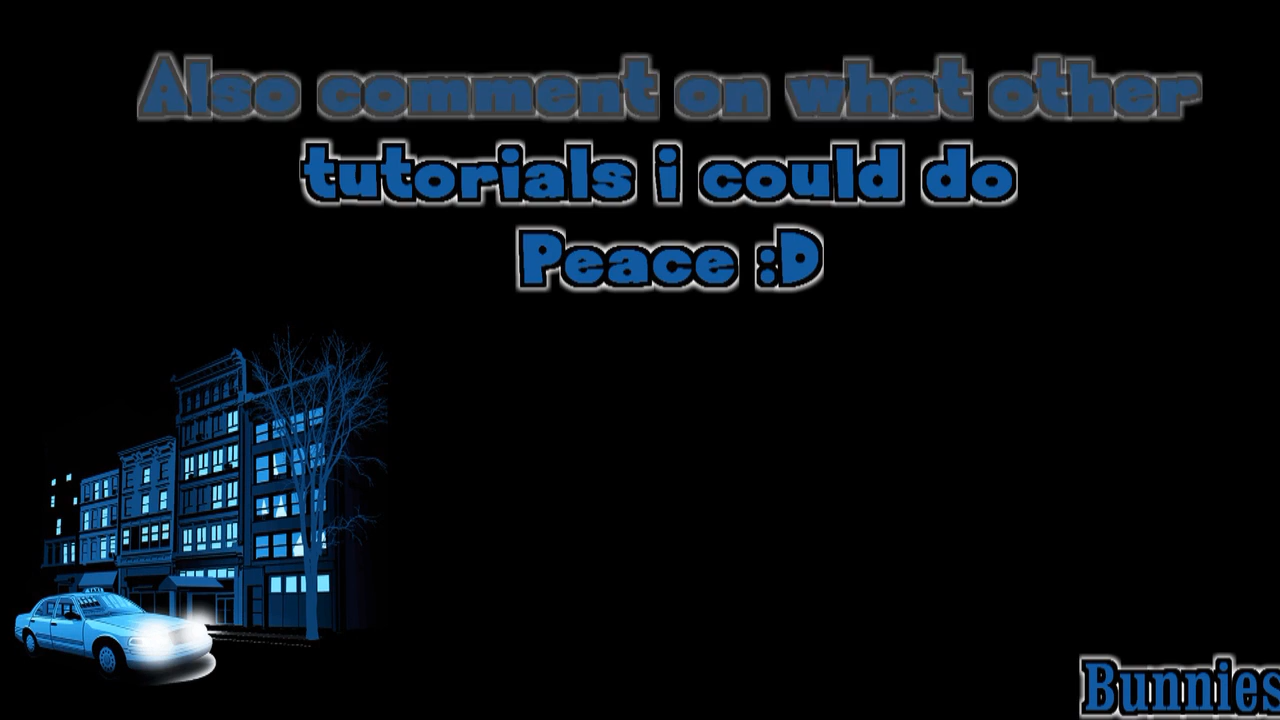 Also comment on what other
tutorials i could do
Peace :D
Bunnies